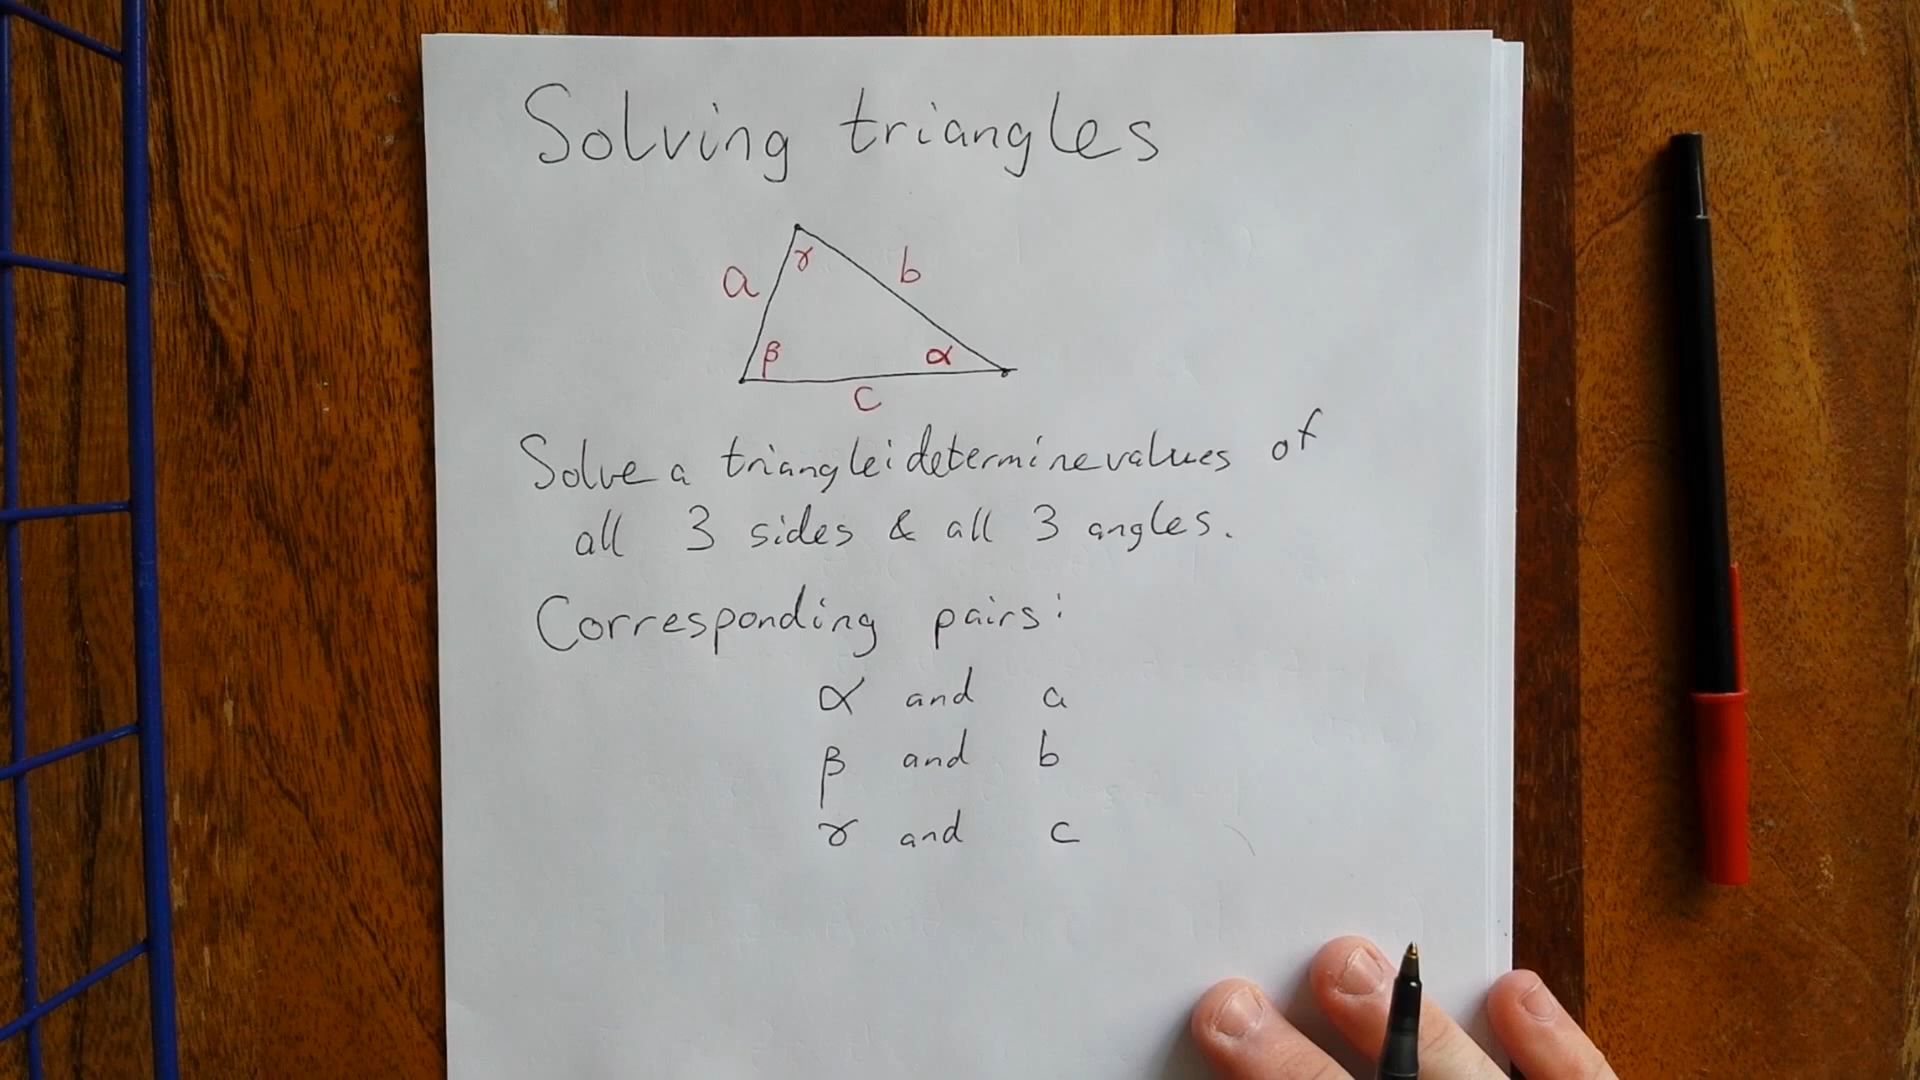 Solving triangles
a γ b
β α
c
Solve a triangle: determine values of
all 3 sides & all 3 angles.
Corresponding pairs:
α and a
β and b
γ and c